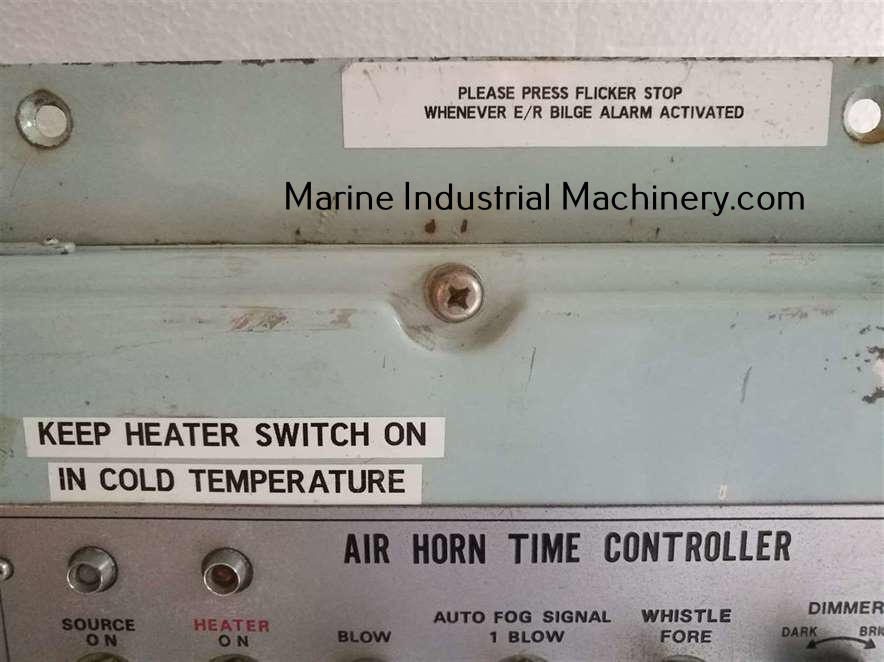 PLEASE PRESS FLICKER STOP
WHENEVER E/R BILGE ALARM ACTIVATED
Marine Industrial Machinery.com
KEEP HEATER SWITCH ON
IN COLD TEMPERATURE
AIR HORN TIME CONTROLLER
SOURCE
ON
HEATER
ON
BLOW
AUTO FOG SIGNAL
1 BLOW
WHISTLE
FORE
DIMMER
DARK